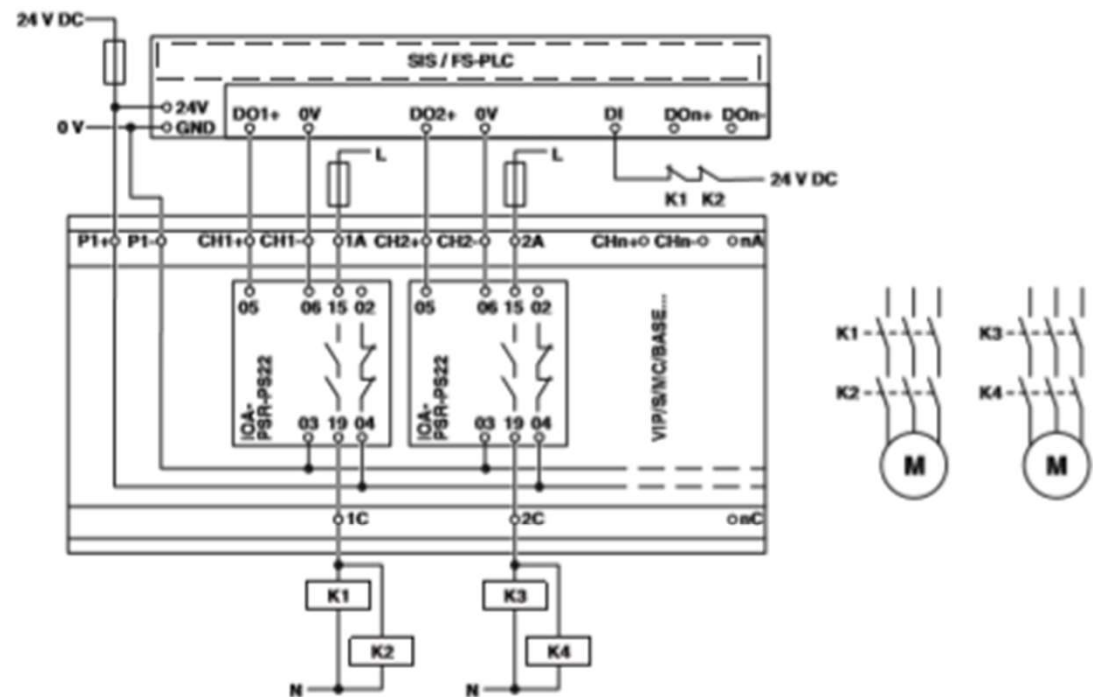 24 V DC
SIS / FS-PLC
24V
DO1+ 0V DO2+ 0V DI DOn+ DOn-
0 V GND
L L
24 V DC
K1 K2
P1+ P1- CH1+ CH1- 1A CH2+ CH2- 2A CHn+ CHn- nA
05 06 15 02 05 06 15 02
IOA-
PSR-PS22
IOA-
PSR-PS22
VIP/S/MC/BASE...
K1 K3
K2 K4
03 19 04 03 19 04
M M
1C 2C nC
K1 K3
K2 K4
N N